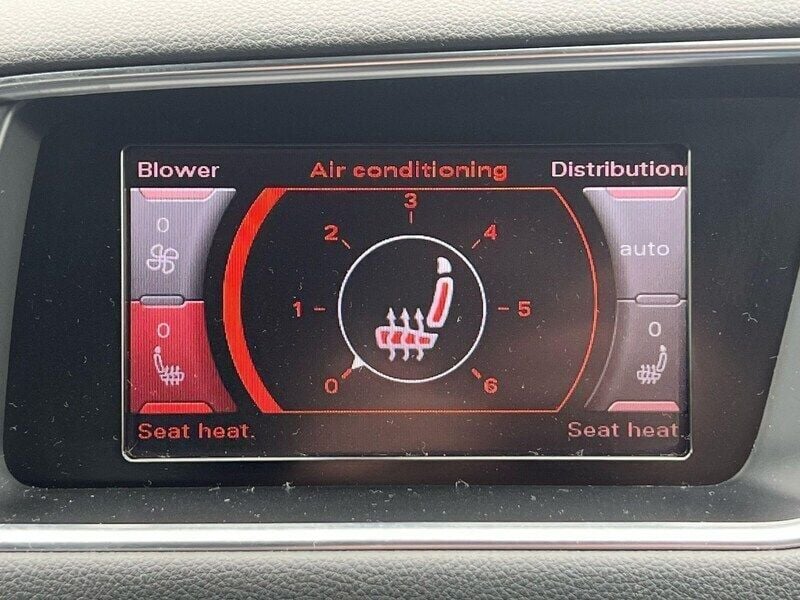 Blower
Air conditioning
Distribution
0
auto
0
0
0
1
2
3
4
5
6
Seat heat.
Seat heat.